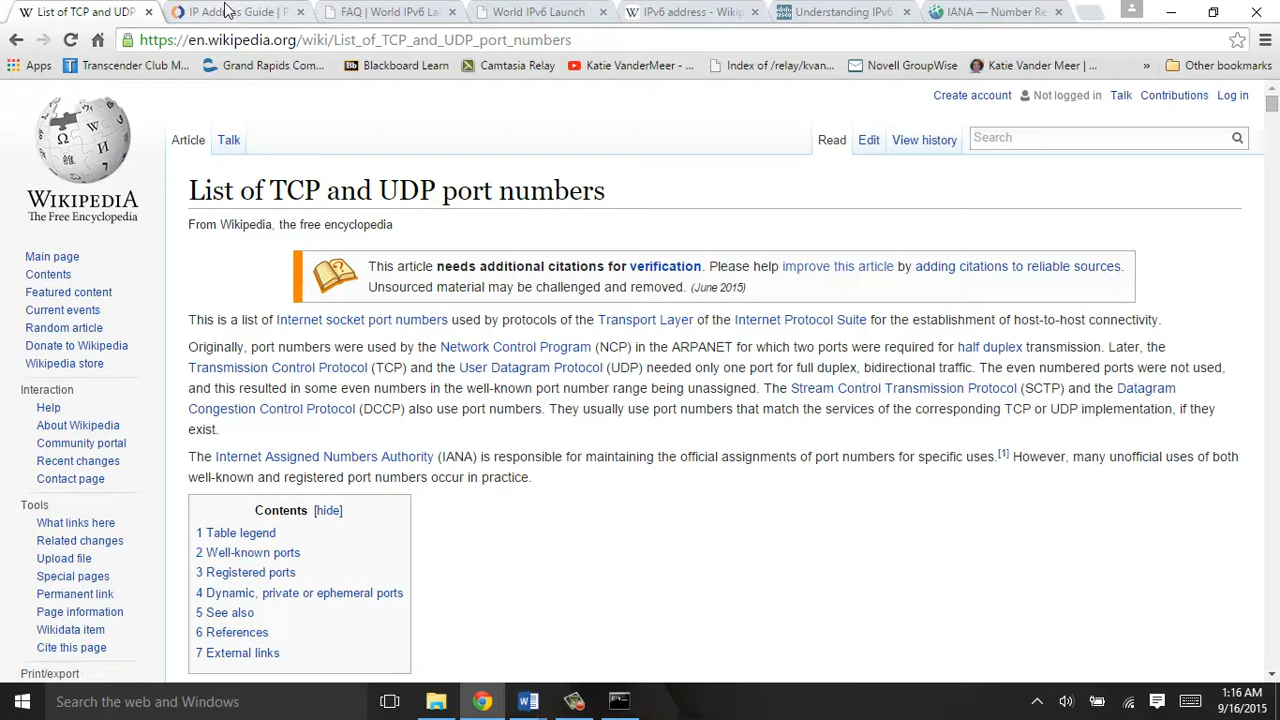 List of TCP and UDP
IP Address Guide | P
FAQ | World IPv6 La
World IPv6 Launch
IPv6 address - Wikip
Understanding IPv6
IANA — Number Re
https://en.wikipedia.org/wiki/List_of_TCP_and_UDP_port_numbers
Apps
Transcender Club M...
Grand Rapids Com...
Blackboard Learn
Camtasia Relay
Katie VanderMeer - ...
Index of /relay/kvan...
Novell GroupWise
Katie Vander Meer | ...
»
Other bookmarks
Create account Not logged in Talk Contributions Log in
Article Talk Read Edit View history Search
WIKIPEDIA
The Free Encyclopedia
Main page
Contents
Featured content
Current events
Random article
Donate to Wikipedia
Wikipedia store
Interaction
Help
About Wikipedia
Community portal
Recent changes
Contact page
Tools
What links here
Related changes
Upload file
Special pages
Permanent link
Page information
Wikidata item
Cite this page
Print/export
List of TCP and UDP port numbers
From Wikipedia, the free encyclopedia
This article needs additional citations for verification. Please help improve this article by adding citations to reliable sources.
Unsourced material may be challenged and removed. (June 2015)
This is a list of Internet socket port numbers used by protocols of the Transport Layer of the Internet Protocol Suite for the establishment of host-to-host connectivity.
Originally, port numbers were used by the Network Control Program (NCP) in the ARPANET for which two ports were required for half duplex transmission. Later, the
Transmission Control Protocol (TCP) and the User Datagram Protocol (UDP) needed only one port for full duplex, bidirectional traffic. The even numbered ports were not used,
and this resulted in some even numbers in the well-known port number range being unassigned. The Stream Control Transmission Protocol (SCTP) and the Datagram
Congestion Control Protocol (DCCP) also use port numbers. They usually use port numbers that match the services of the corresponding TCP or UDP implementation, if they
exist.
The Internet Assigned Numbers Authority (IANA) is responsible for maintaining the official assignments of port numbers for specific uses.[1] However, many unofficial uses of both
well-known and registered port numbers occur in practice.
Contents [hide]
1 Table legend
2 Well-known ports
3 Registered ports
4 Dynamic, private or ephemeral ports
5 See also
6 References
7 External links
Search the web and Windows
1:16 AM
9/16/2015